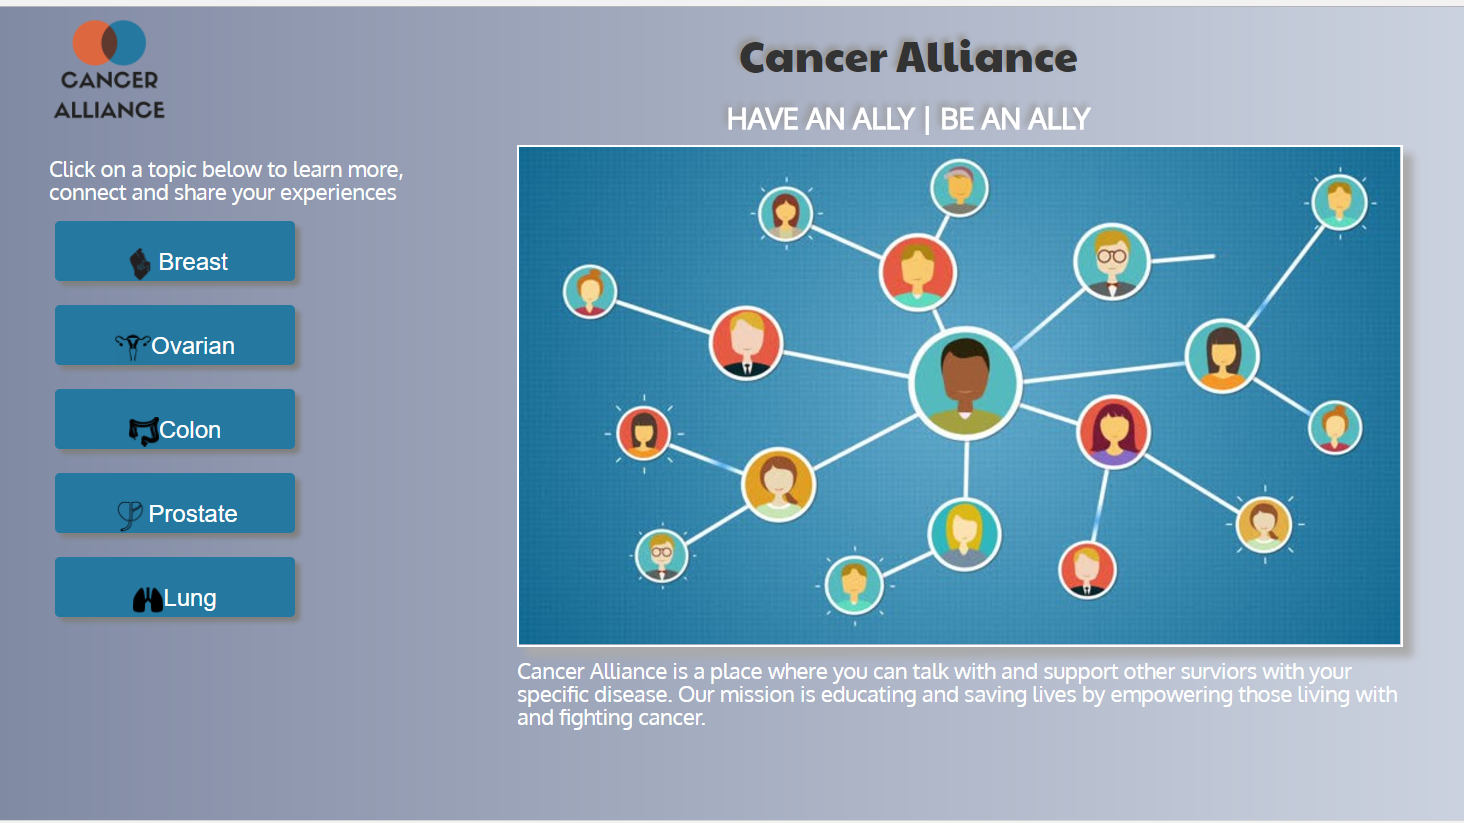 CANCER
ALLIANCE
Cancer Alliance
HAVE AN ALLY | BE AN ALLY
Click on a topic below to learn more,
connect and share your experiences
Breast
Ovarian
Colon
Prostate
Lung
Cancer Alliance is a place where you can talk with and support other surviors with your
specific disease. Our mission is educating and saving lives by empowering those living with
and fighting cancer.